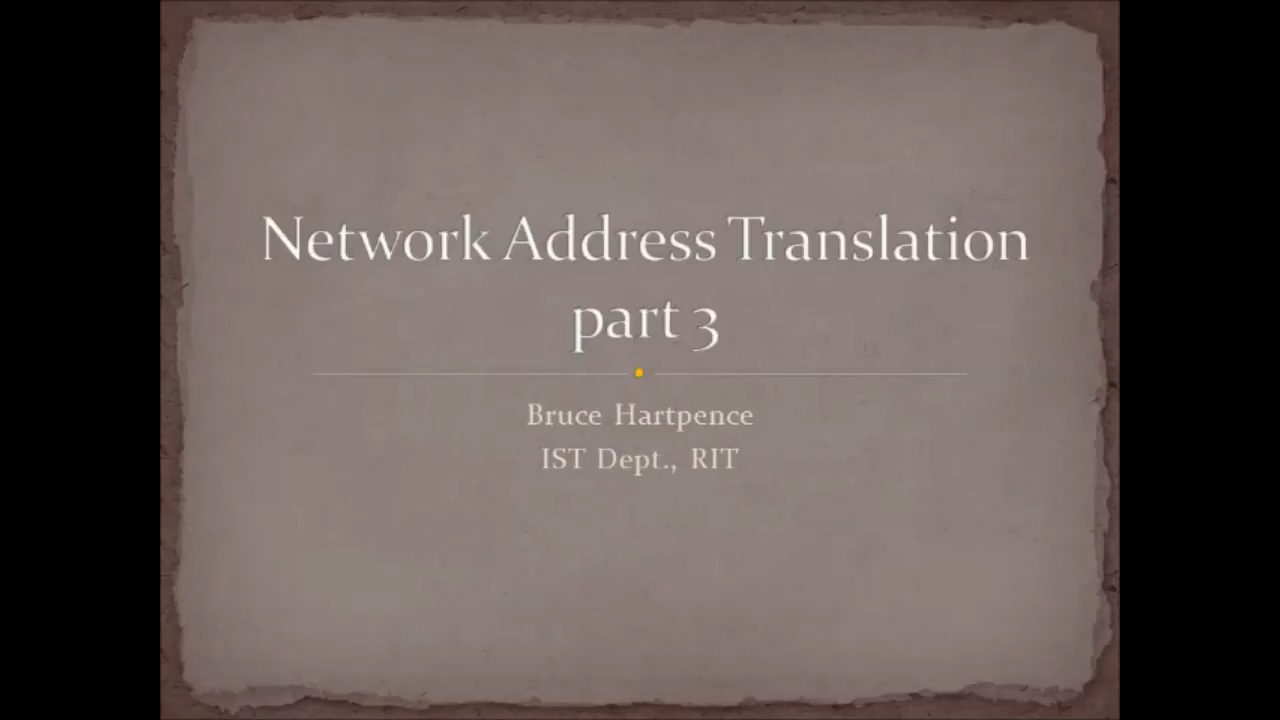 Network Address Translation
part 3
Bruce Hartpence
IST Dept., RIT